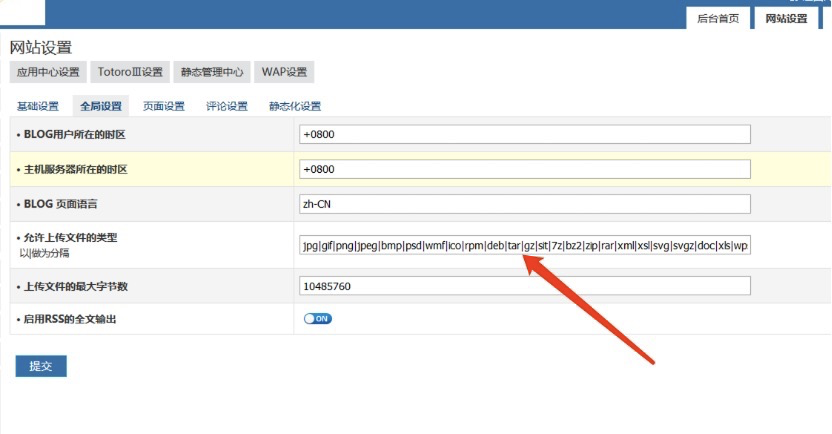 后台首页 网站设置
网站设置
应用中心设置 TotoroⅢ设置 静态管理中心 WAP设置
基础设置 全局设置 页面设置 评论设置 静态化设置
• BLOG用户所在的时区 +0800
• 主机服务器所在的时区 +0800
• BLOG 页面语言 zh-CN
• 允许上传文件的类型
以|做为分隔
jpg|gif|png|jpeg|bmp|psd|wmf|ico|rpm|deb|tar|gz|sit|7z|bz2|zip|rar|xml|xsl|svg|svgz|doc|xls|wp
• 上传文件的最大字节数 10485760
• 启用RSS的全文输出 ON
提交